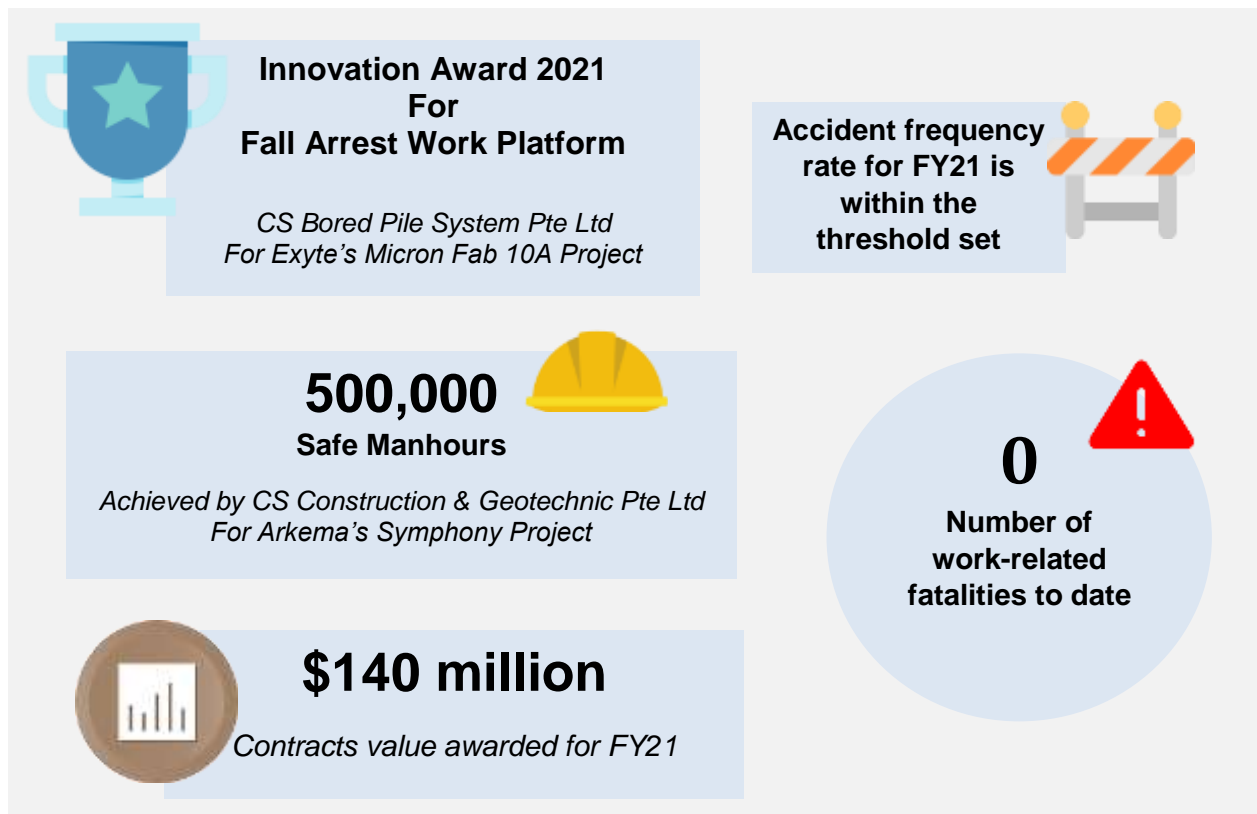 Innovation Award 2021
For
Fall Arrest Work Platform
CS Bored Pile System Pte Ltd
For Exyte's Micron Fab 10A Project
Accident frequency
rate for FY21 is
within the
threshold set
500,000
Safe Manhours
Achieved by CS Construction & Geotechnic Pte Ltd
For Arkema's Symphony Project
0
Number of
work-related
fatalities to date
$140 million
Contracts value awarded for FY21